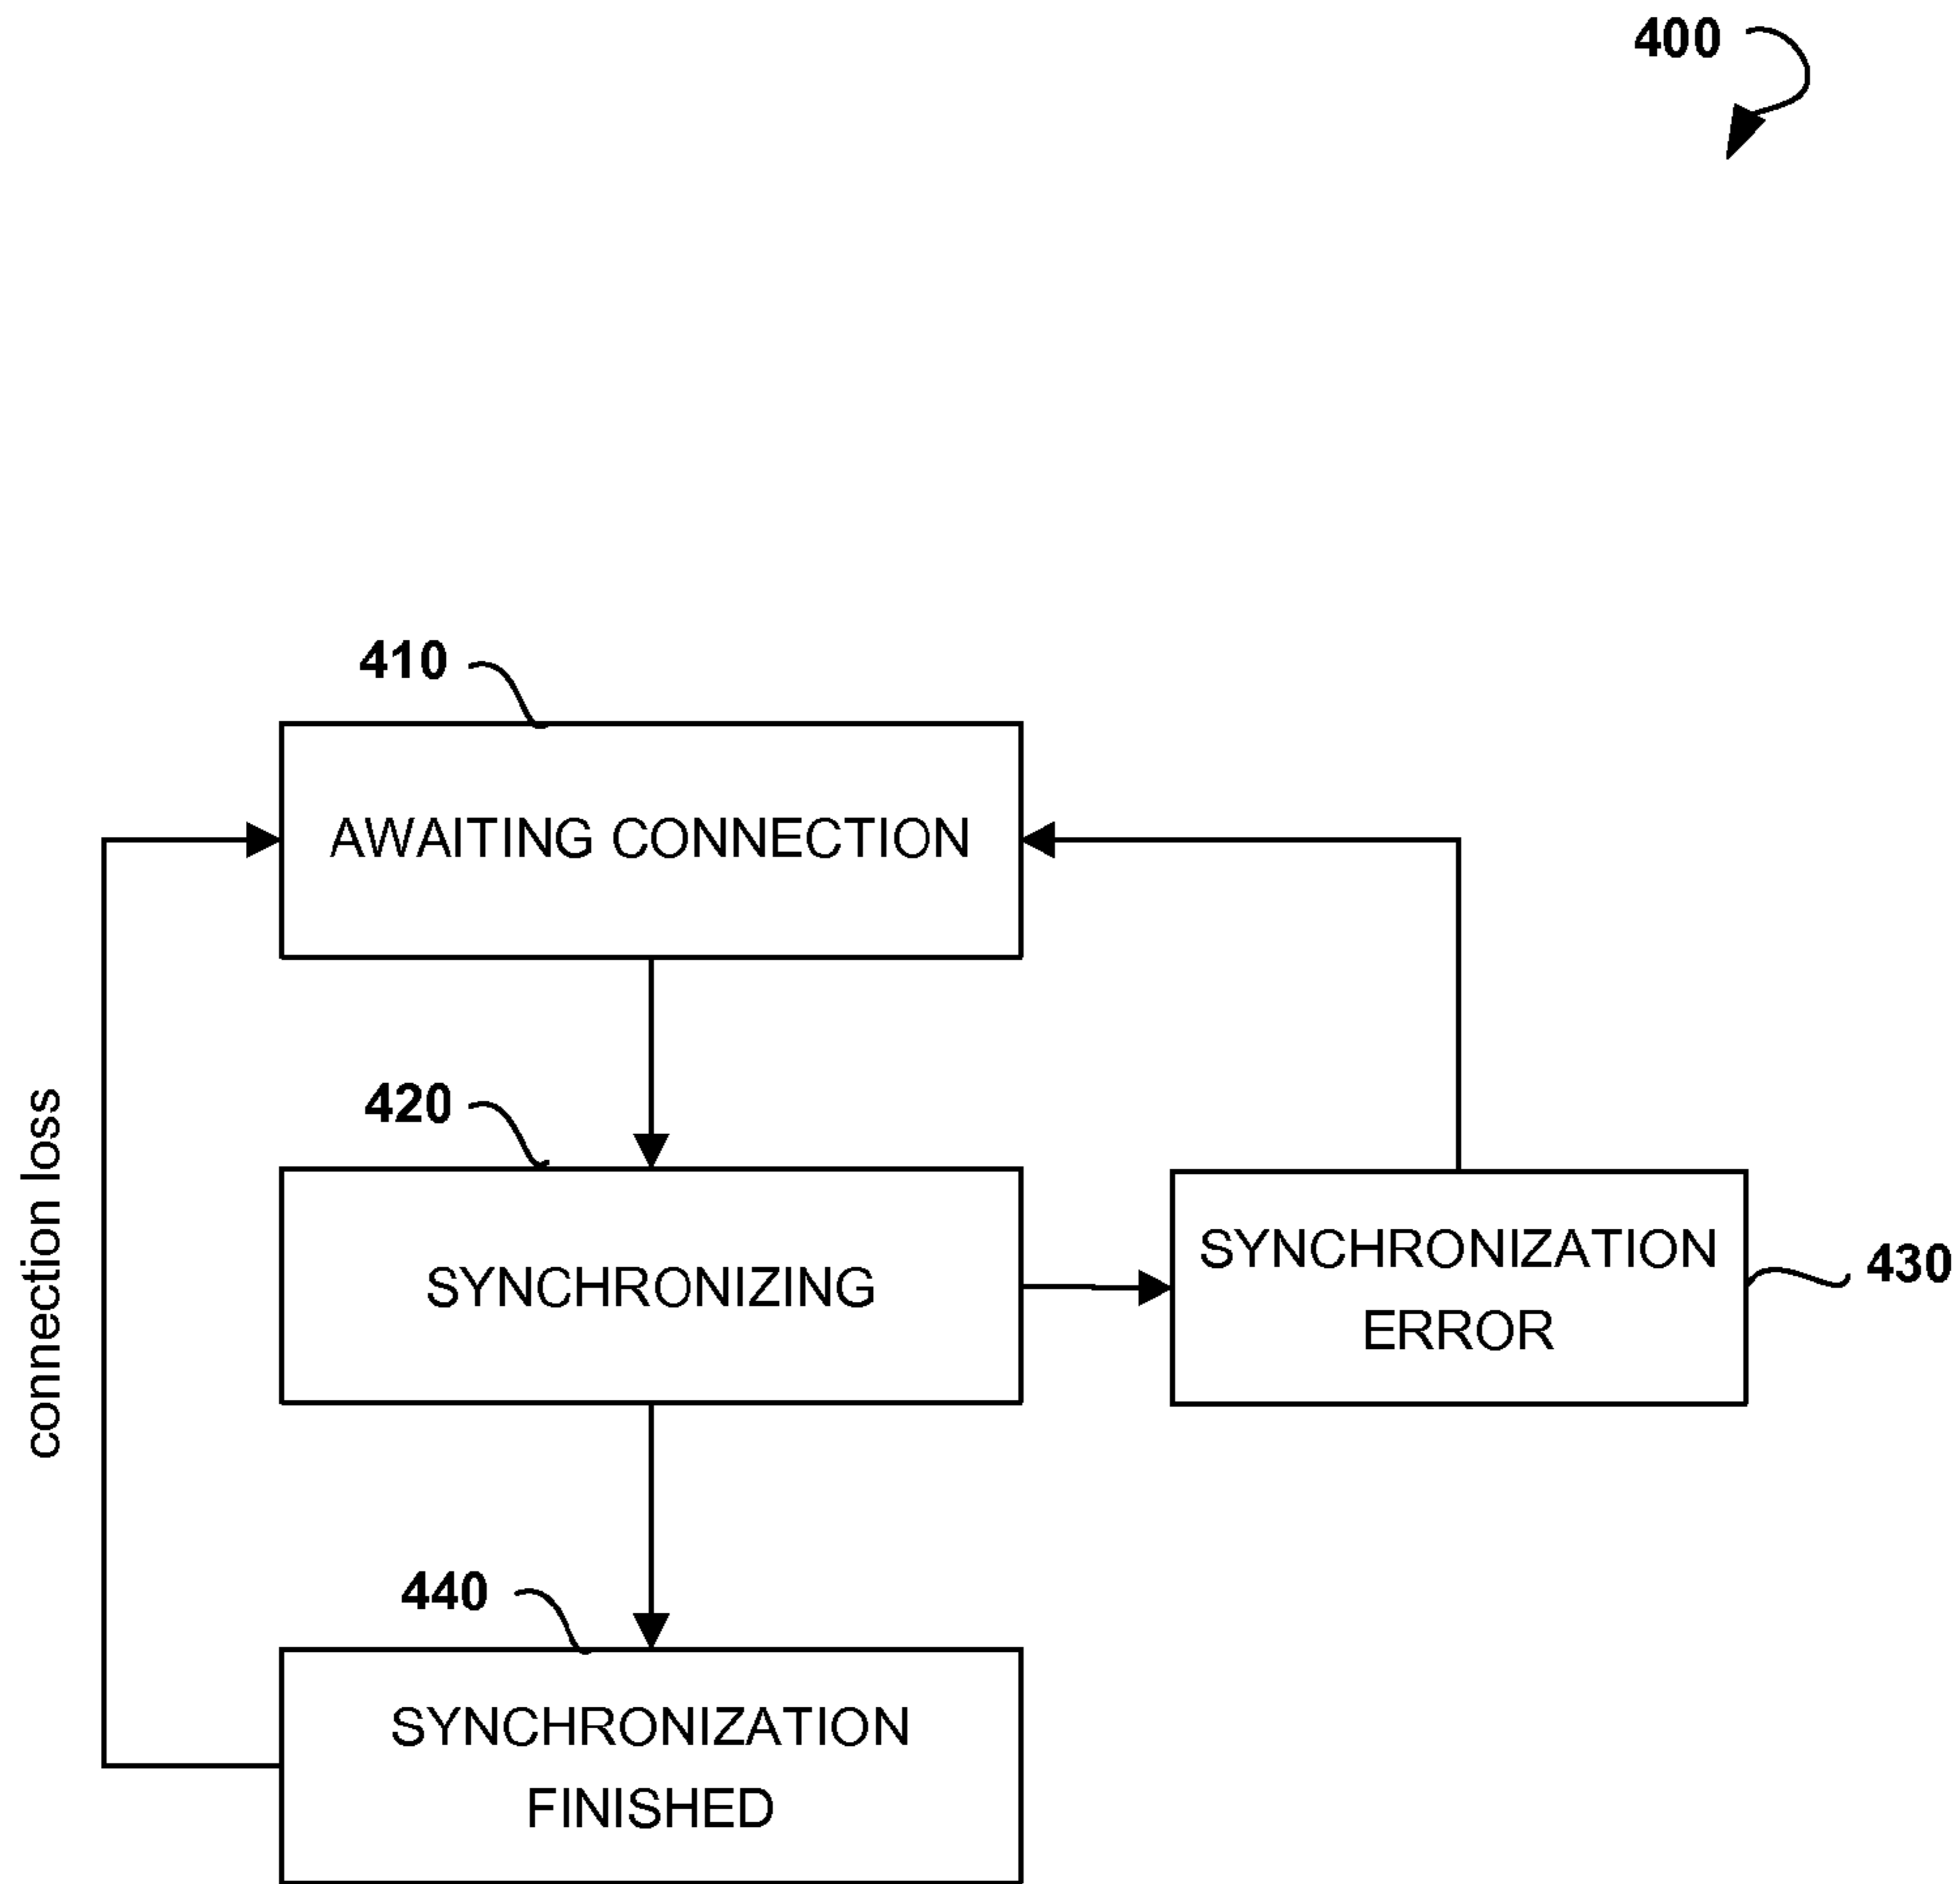 400
410
AWAITING CONNECTION
connection loss
420
SYNCHRONIZING
SYNCHRONIZATION
ERROR
430
440
SYNCHRONIZATION
FINISHED